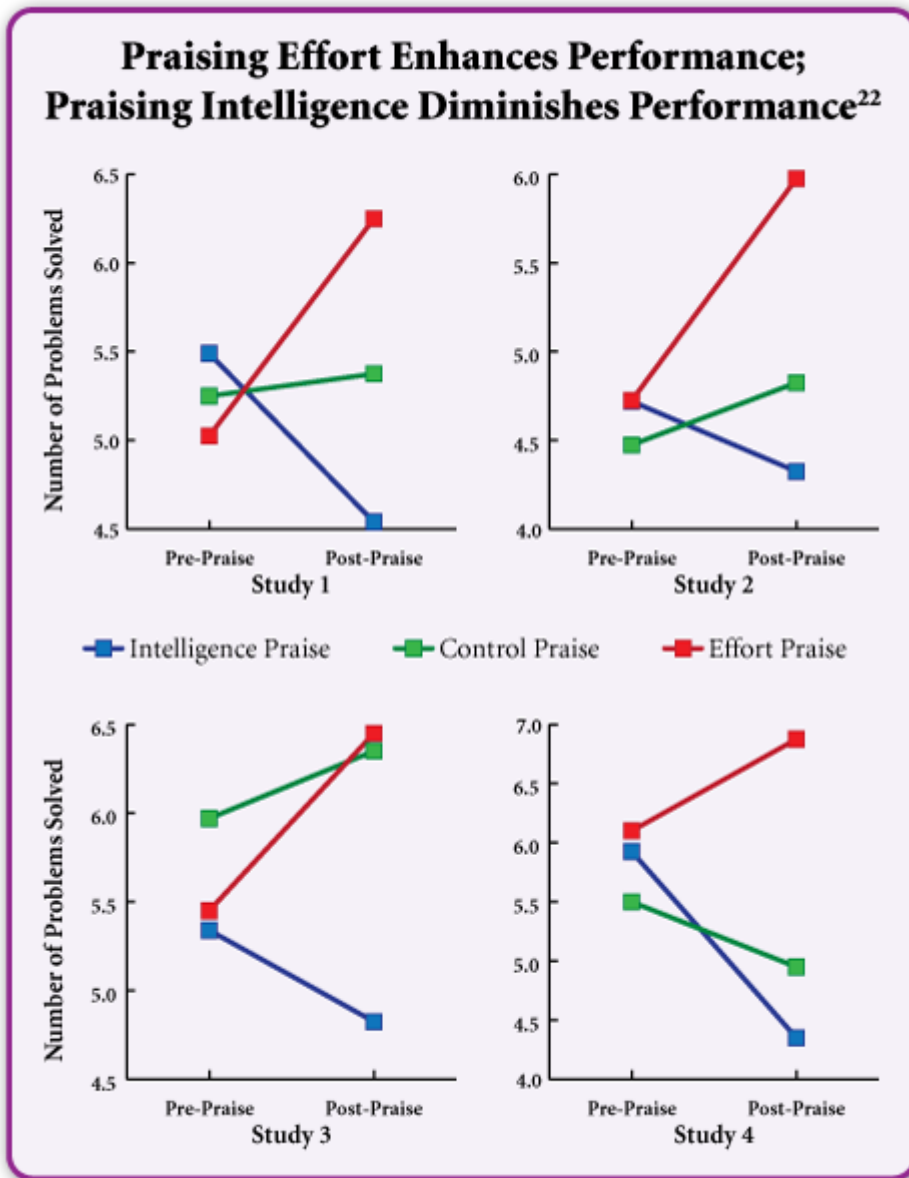 Praising Effort Enhances Performance;
Praising Intelligence Diminishes Performance²²
Number of Problems Solved
6.5
6.0
5.5
5.0
4.5
Pre-Praise Post-Praise
Study 1
6.0
5.5
5.0
4.5
4.0
Pre-Praise Post-Praise
Study 2
Intelligence Praise Control Praise Effort Praise
Number of Problems Solved
6.5
6.0
5.5
5.0
4.5
Pre-Praise Post-Praise
Study 3
7.0
6.5
6.0
5.5
5.0
4.5
4.0
Pre-Praise Post-Praise
Study 4